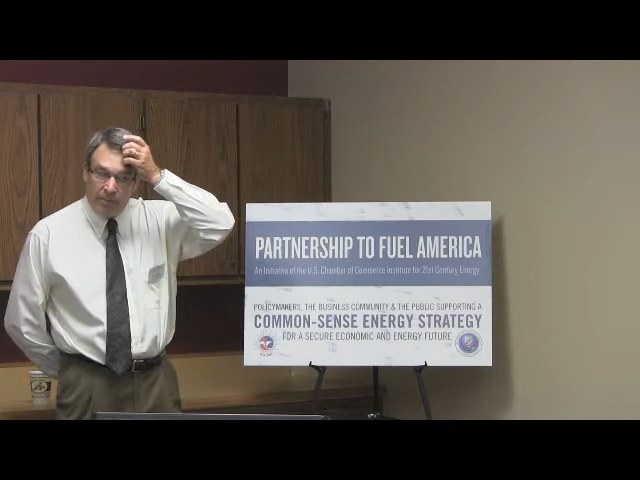 PARTNERSHIP TO FUEL AMERICA
An Initiative of the U.S. Chamber of Commerce Institute for 21st Century Energy
POLICYMAKERS, THE BUSINESS COMMUNITY & THE PUBLIC SUPPORTING A
COMMON-SENSE ENERGY STRATEGY
FOR A SECURE ECONOMIC AND ENERGY FUTURE